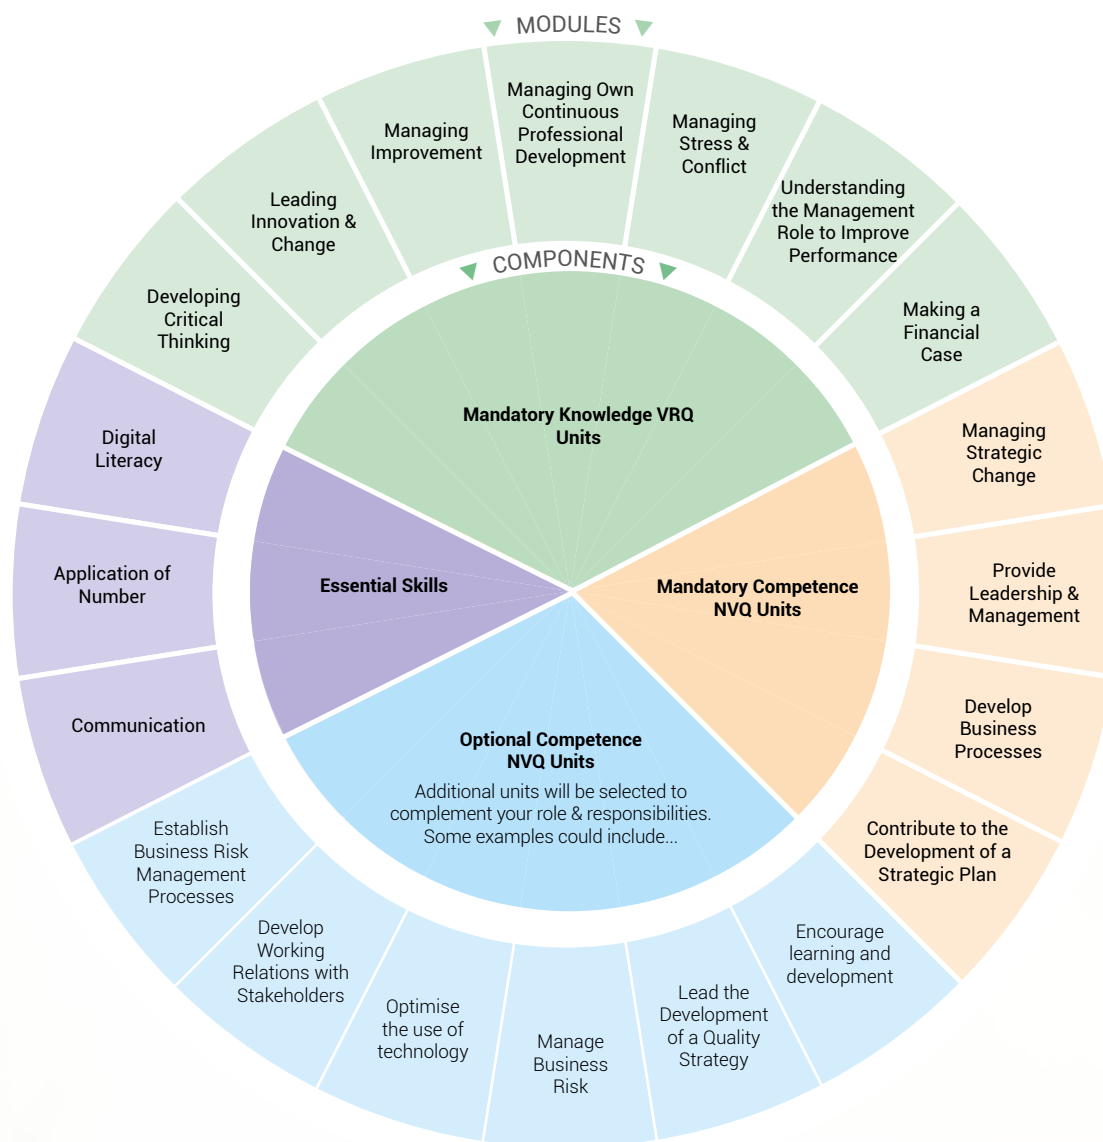 MODULES
Managing Own
Continuous
Professional
Development
Managing
Stress &
Conflict
Understanding
the Management
Role to Improve
Performance
Making a
Financial
Case
Managing
Strategic
Change
Provide
Leadership &
Management
Develop
Business
Processes
Contribute to the
Development of a
Strategic Plan
Encourage
learning and
development
Lead the
Development
of a Quality
Strategy
Manage
Business
Risk
Optimise
the use of
technology
Develop
Working
Relations with
Stakeholders
Establish
Business Risk
Management
Processes
Communication
Application of
Number
Digital
Literacy
Developing
Critical
Thinking
Leading
Innovation &
Change
Managing
Improvement
COMPONENTS
Mandatory Knowledge VRQ
Units
Mandatory Competence
NVQ Units
Optional Competence
NVQ Units
Additional units will be selected to
complement your role & responsibilities.
Some examples could include...
Essential Skills